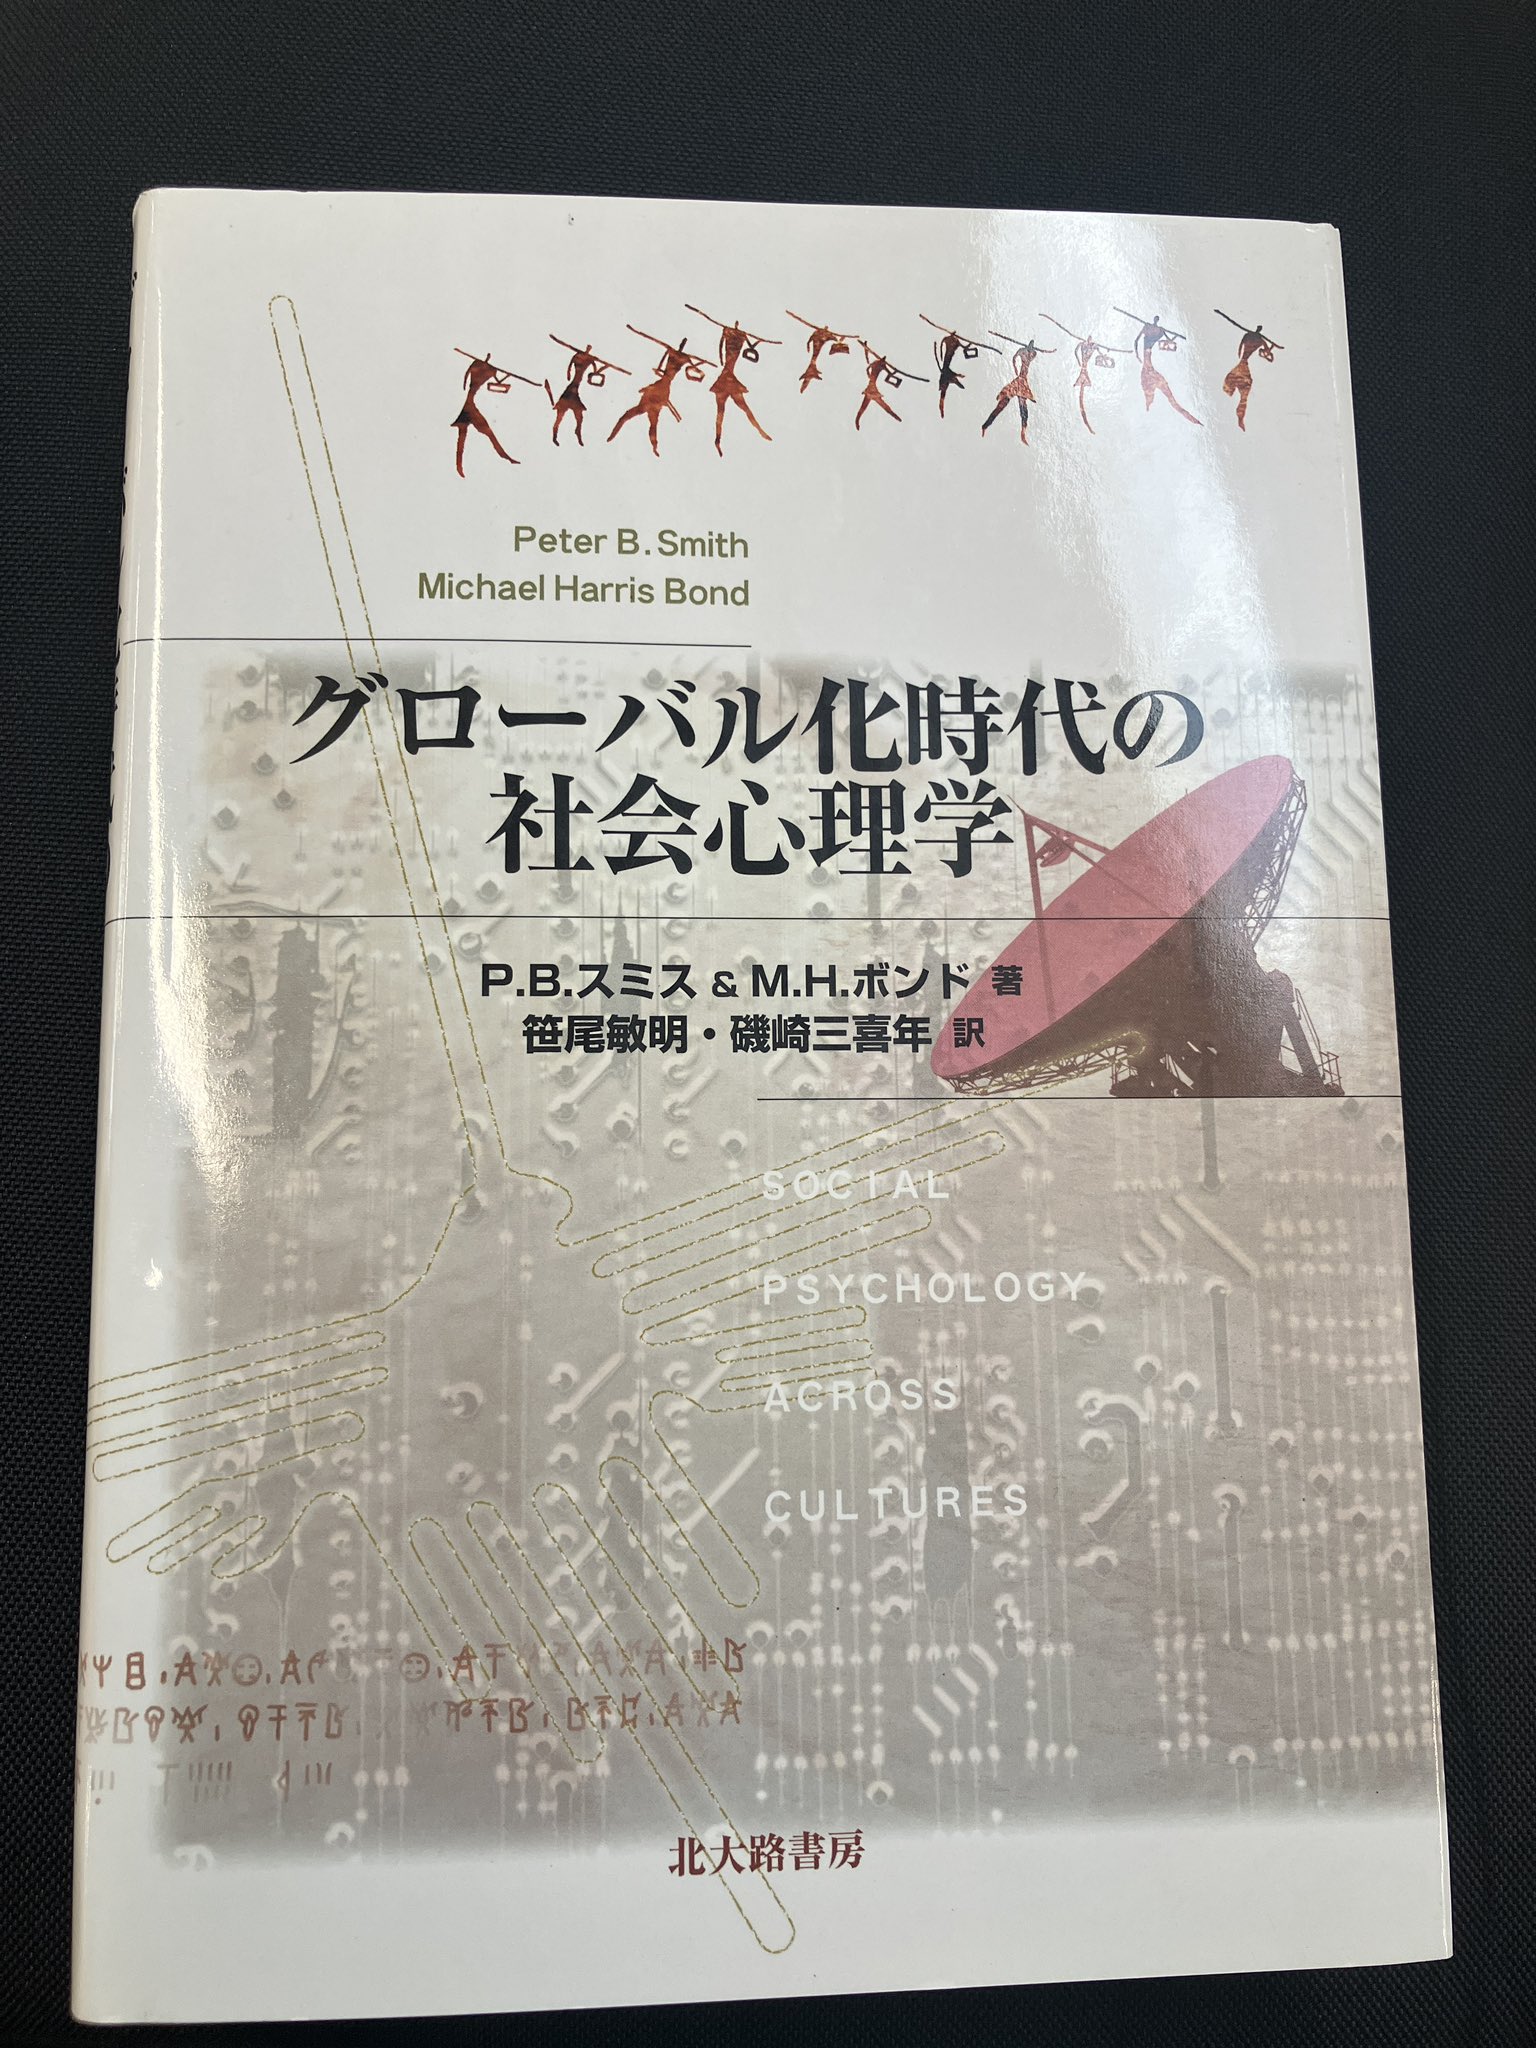 Peter B. Smith
Michael Harris Bond
グローバル化時代の
社会心理学
P.B.スミス & M.H.ボンド 著
笹尾敏明・磯崎三喜年 訳
SOCIAL
PSYCHOLOGY
ACROSS
CULTURES
北大路書房